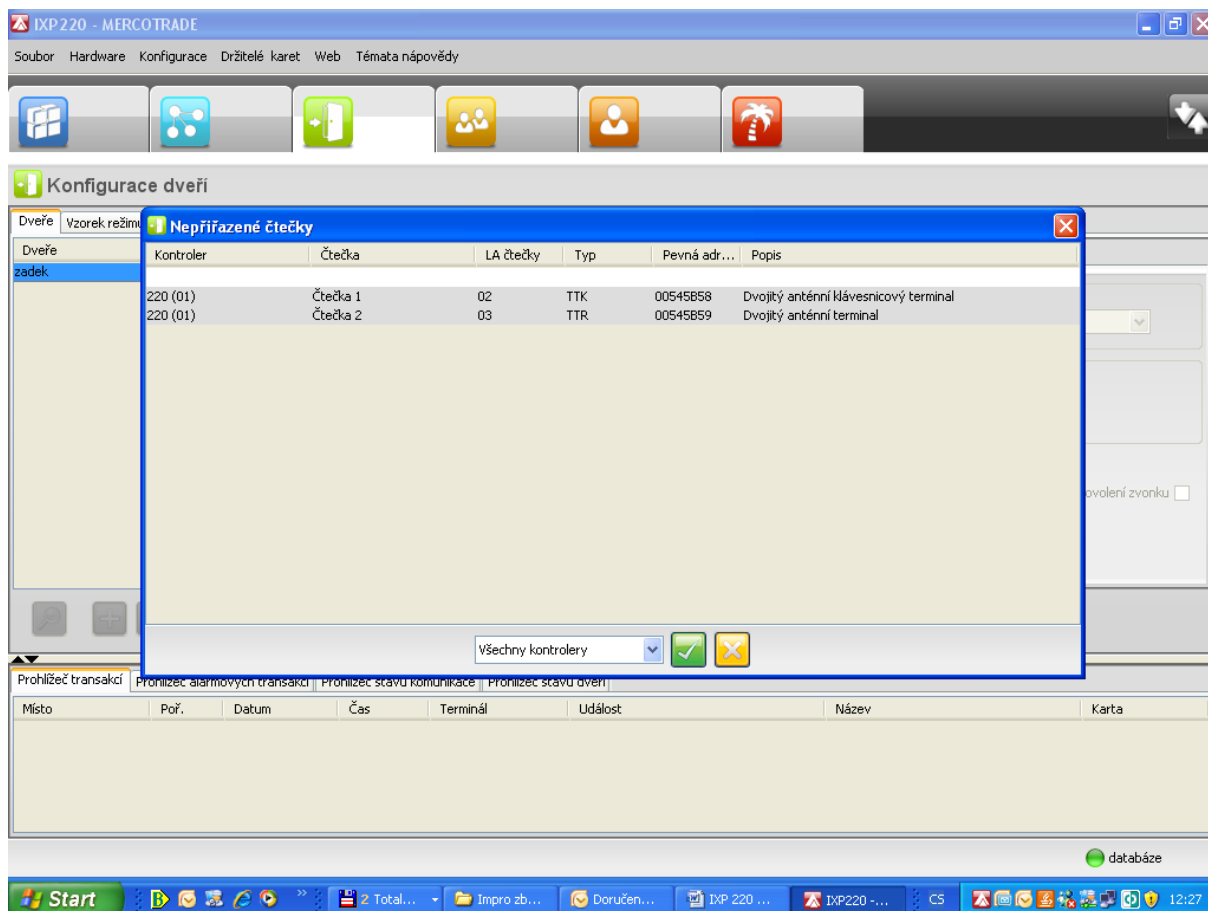 IXP220 - MERCOTRADE
Soubor Hardware Konfigurace Držitelé karet Web Témata nápovědy
Konfigurace dveří
Dveře Vzorek režimu
Nepřiřazené čtečky
Dveře
zadek
Kontroler Čtečka LA čtečky Typ Pevná adr... Popis
220 (01) Čtečka 1 02 TTK 00545B58 Dvojitý anténní klávesnicový terminal
220 (01) Čtečka 2 03 TTR 00545B59 Dvojitý anténní terminal
ovolení zvonku
Všechny kontrolery
Prohlížeč transakcí Prohlížeč alarmových transakcí Prohlížeč stavu komunikace Prohlížeč stavu dveří
Místo Poř. Datum Čas Terminál Událost Název Karta
databáze
Start 2 Total... Impro zb... Doručen... IXP 220 ... IXP220 -... CS 12:27